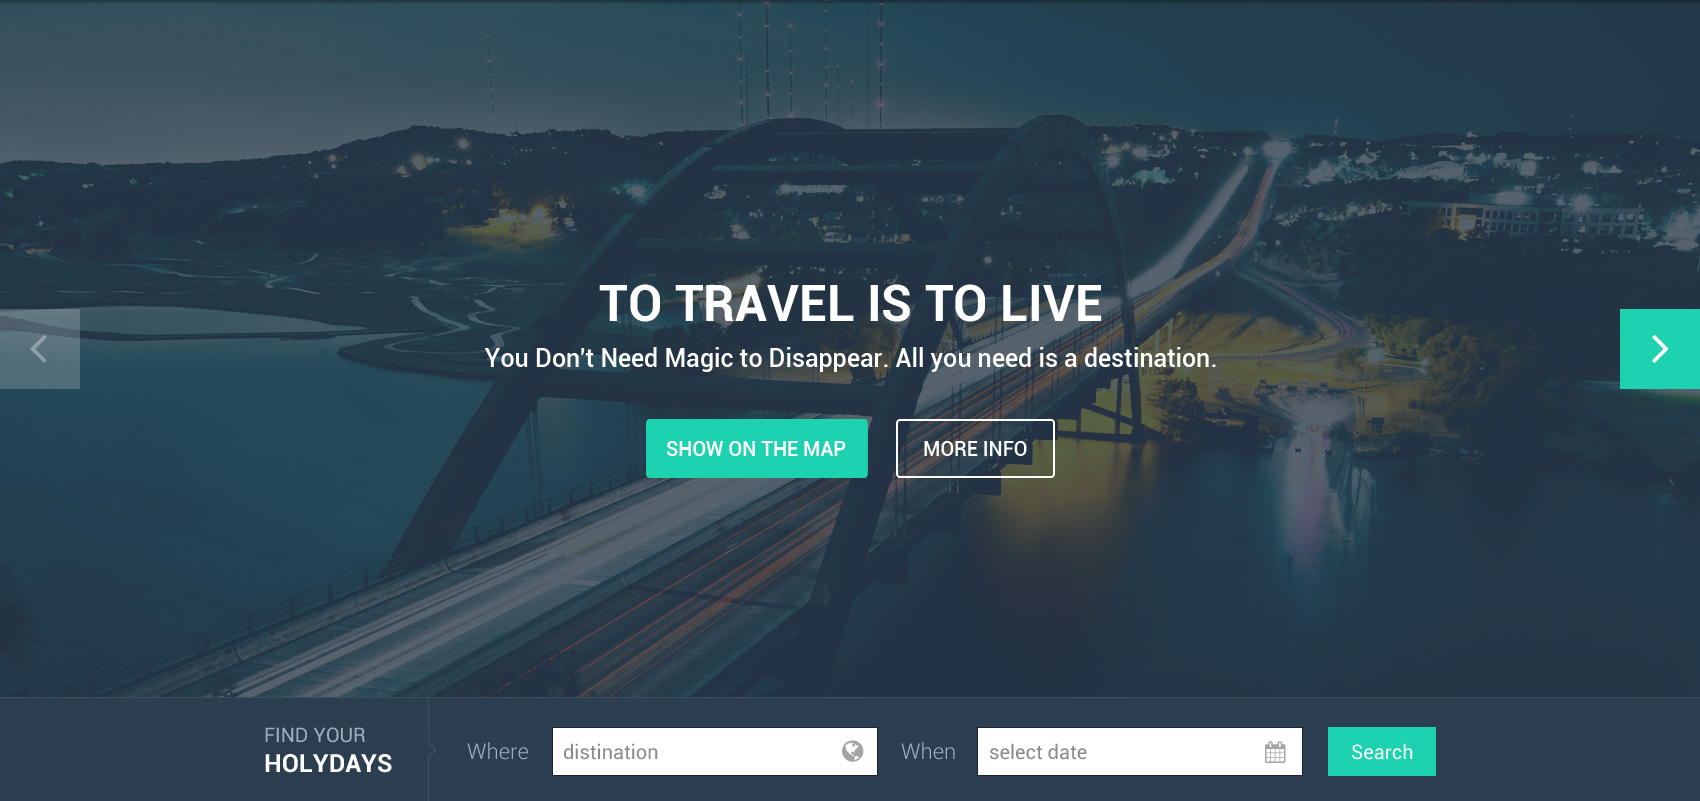 TO TRAVEL IS TO LIVE
You Don't Need Magic to Disappear. All you need is a destination.
SHOW ON THE MAP
MORE INFO
FIND YOUR
HOLYDAYS
Where
distination
When
select date
Search